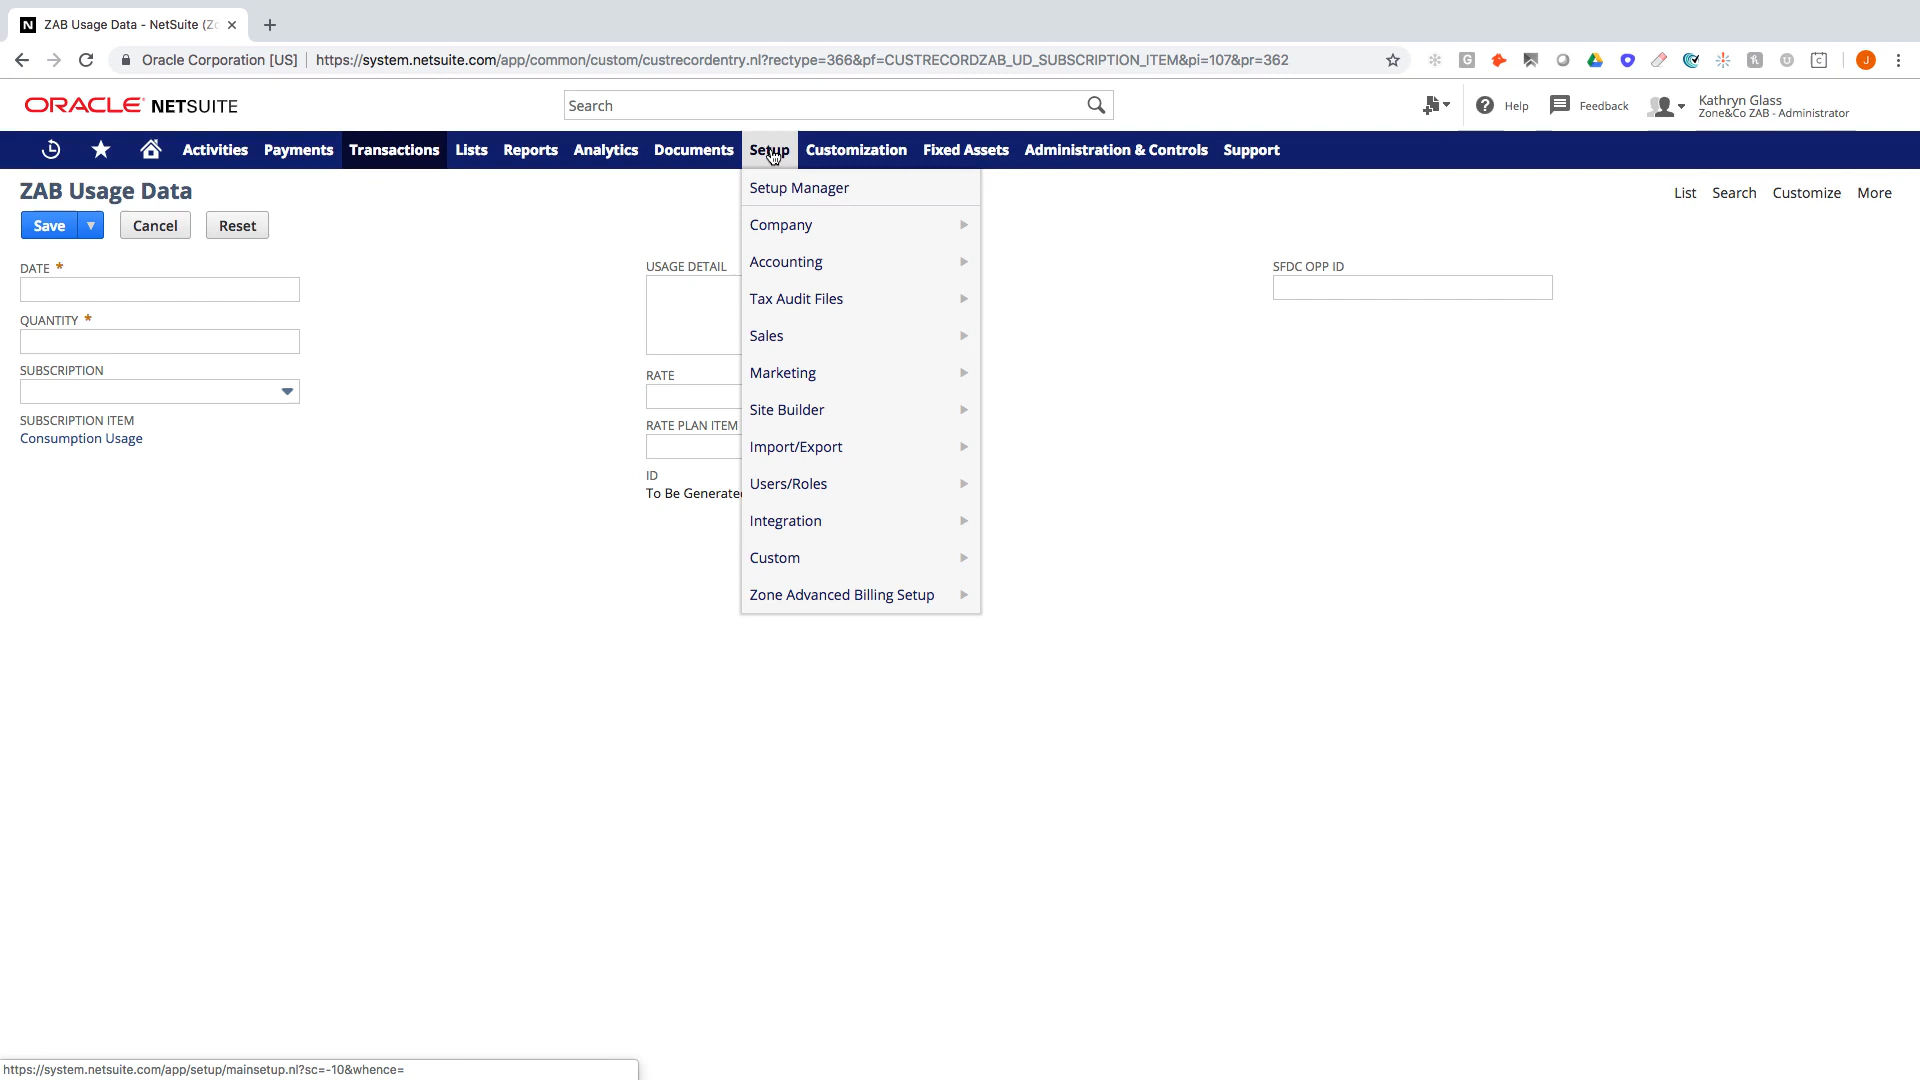 ZAB Usage Data - NetSuite (Zo
Oracle Corporation [US] | https://system.netsuite.com/app/common/custom/custrecordentry.nl?rectype=366&pf=CUSTRECORDZAB_UD_SUBSCRIPTION_ITEM&pi=107&pr=362
ORACLE NETSUITE
Search
Help
Feedback
Kathryn Glass
Zone&Co ZAB - Administrator
Activities Payments Transactions Lists Reports Analytics Documents Setup Customization Fixed Assets Administration & Controls Support
ZAB Usage Data
List Search Customize More
Save Cancel Reset
DATE *
QUANTITY *
SUBSCRIPTION
SUBSCRIPTION ITEM
Consumption Usage
USAGE DETAIL
RATE
RATE PLAN ITEM
ID
To Be Generated
Setup Manager
Company
Accounting
Tax Audit Files
Sales
Marketing
Site Builder
Import/Export
Users/Roles
Integration
Custom
Zone Advanced Billing Setup
SFDC OPP ID
https://system.netsuite.com/app/setup/mainsetup.nl?sc=-10&whence=